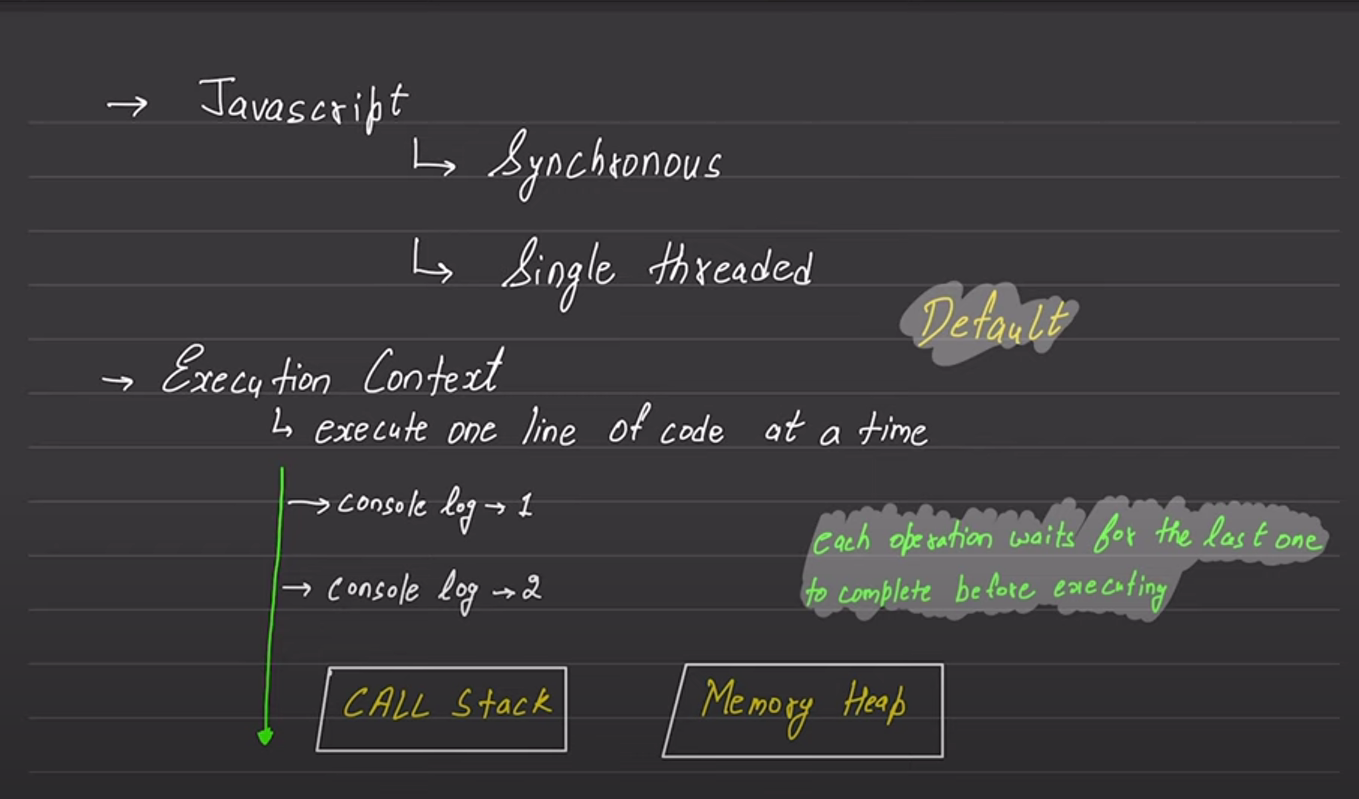 → Javascript
↳ Synchronous
↳ Single threaded
Default
→ Execution Context
↳ execute one line of code at a time
→ console log → 1
each operation waits for the last one
→ console log → 2
to complete before executing
CALL Stack
Memory Heap